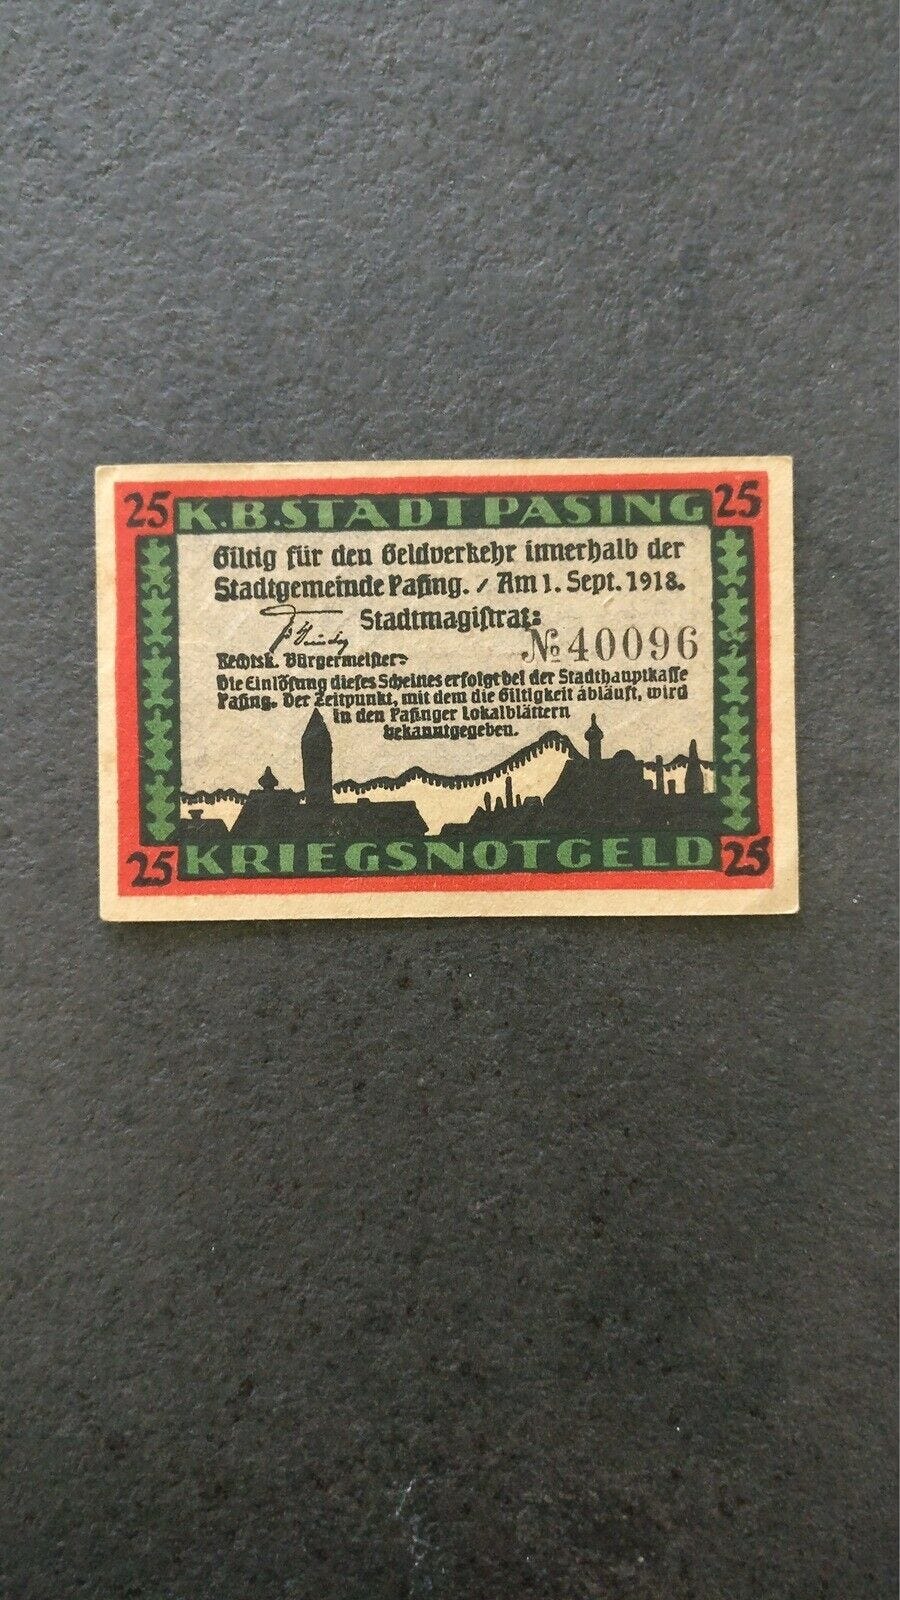 25 K.B.STADT PASING 25
Giltig für den Geldverkehr innerhalb der
Stadtgemeinde Pasing. / Am 1. Sept. 1918.
Stadtmagistrat:
№ 40096
Rechtsk. Bürgermeister:
Die Einlösung dieses Scheines erfolgt bei der Stadthauptkasse
Pasing. Der Zeitpunkt, mit dem die Giltigkeit abläuft, wird
in den Pasinger Lokalblättern
bekanntgegeben.
25 KRIEGSNOTGELD 25